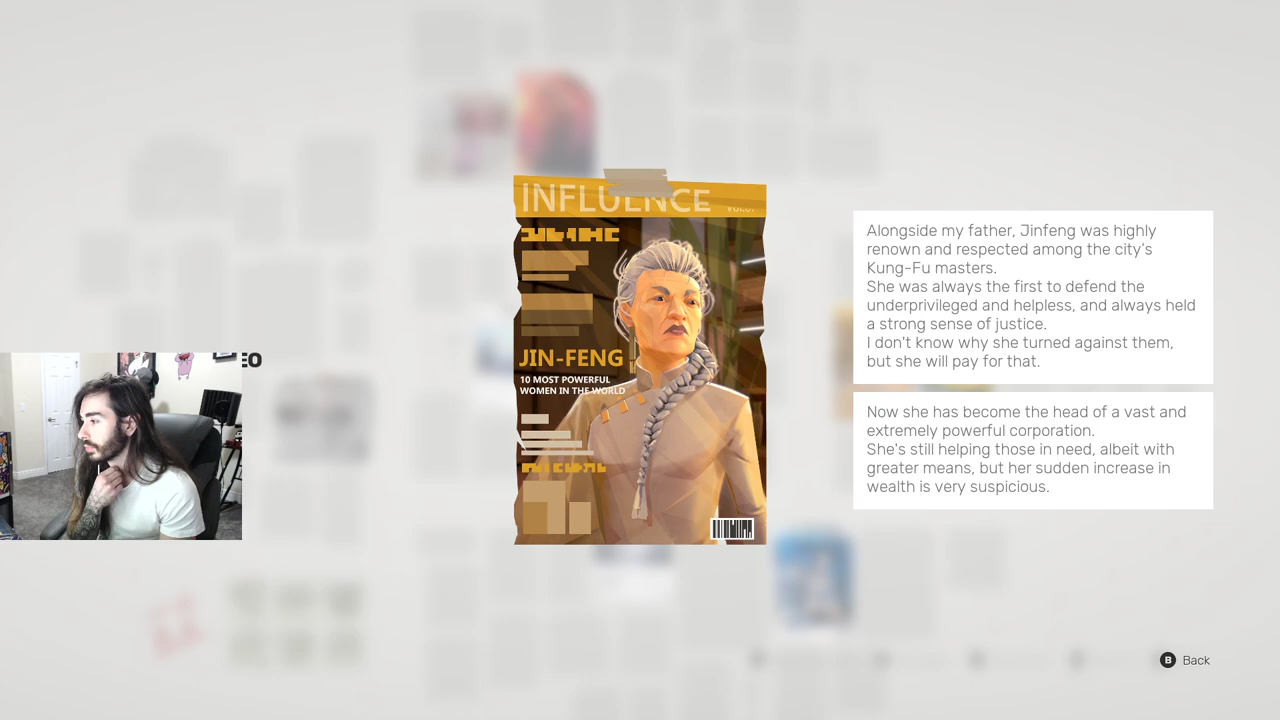 INFLUENCE
JIN-FENG
10 MOST POWERFUL
WOMEN IN THE WORLD
EO
Alongside my father, Jinfeng was highly
renown and respected among the city's
Kung-Fu masters.
She was always the first to defend the
underprivileged and helpless, and always held
a strong sense of justice.
I don't know why she turned against them,
but she will pay for that.
Now she has become the head of a vast and
extremely powerful corporation.
She's still helping those in need, albeit with
greater means, but her sudden increase in
wealth is very suspicious.
B Back